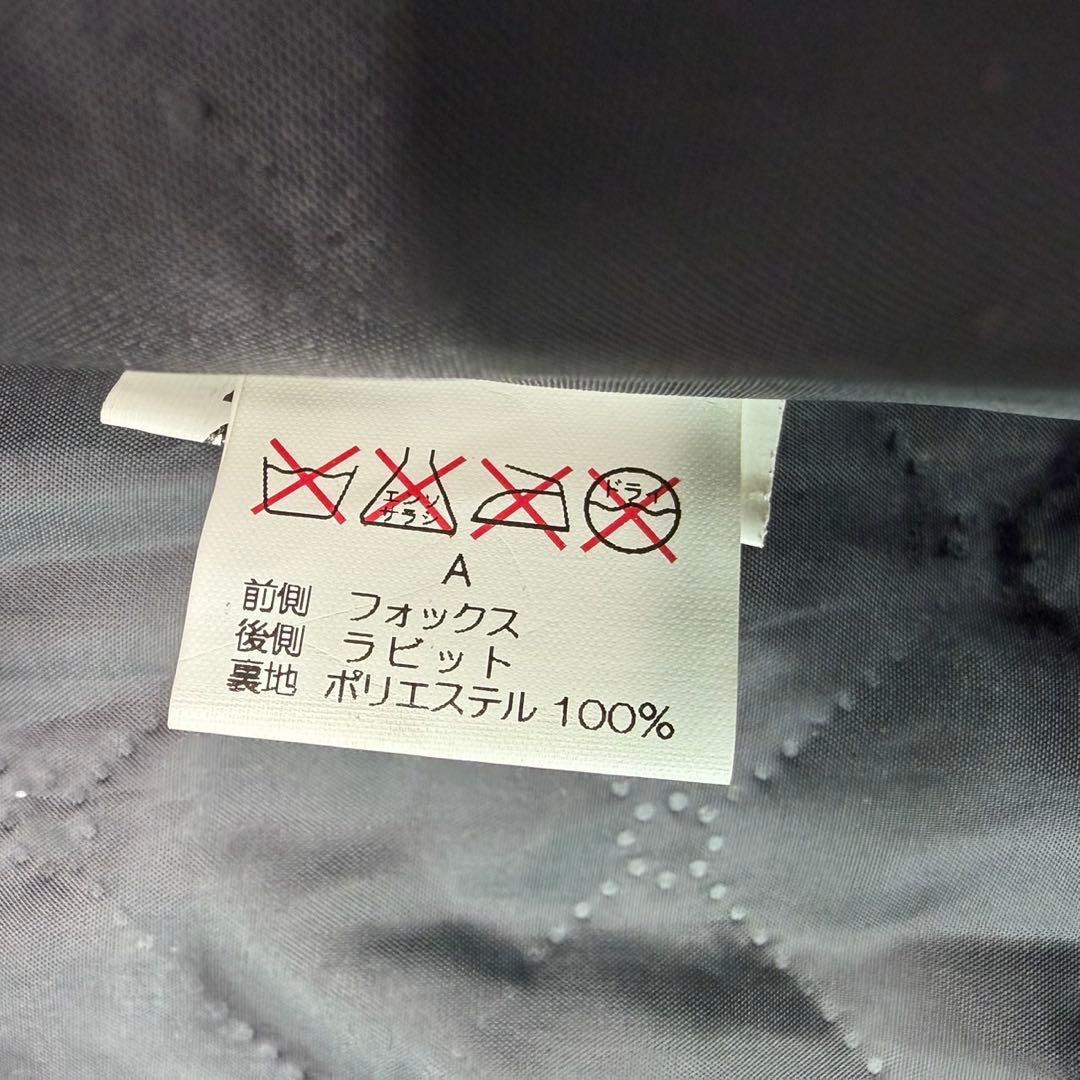 エンソ
サラシ
ドライ
A
前側 フォックス
後側 ラビット
裏地 ポリエステル 100%